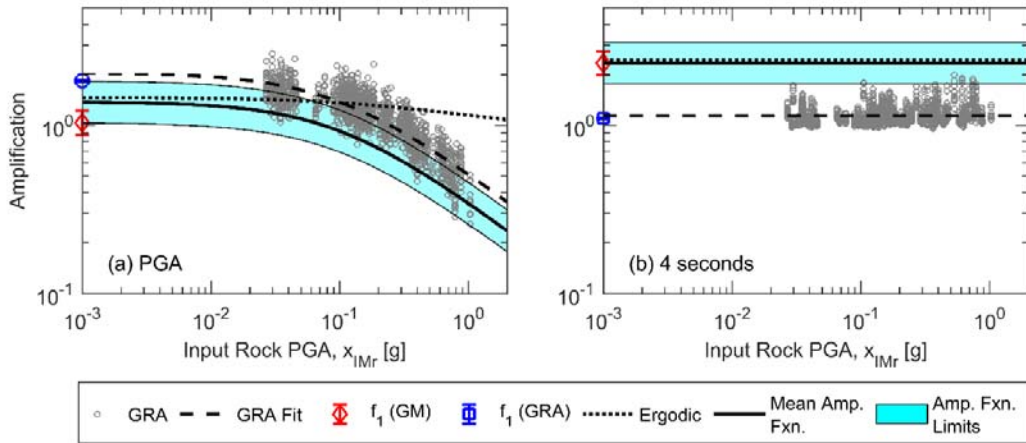 Amplification
10^0
10^-1
(a) PGA
10^-3
10^-2
10^-1
10^0
Input Rock PGA, x_IMr [g]
10^0
10^-1
(b) 4 seconds
10^-3
10^-2
10^-1
10^0
Input Rock PGA, x_IMr [g]
GRA
GRA Fit
f_1 (GM)
f_1 (GRA)
Ergodic
Mean Amp.
Fxn.
Amp. Fxn.
Limits